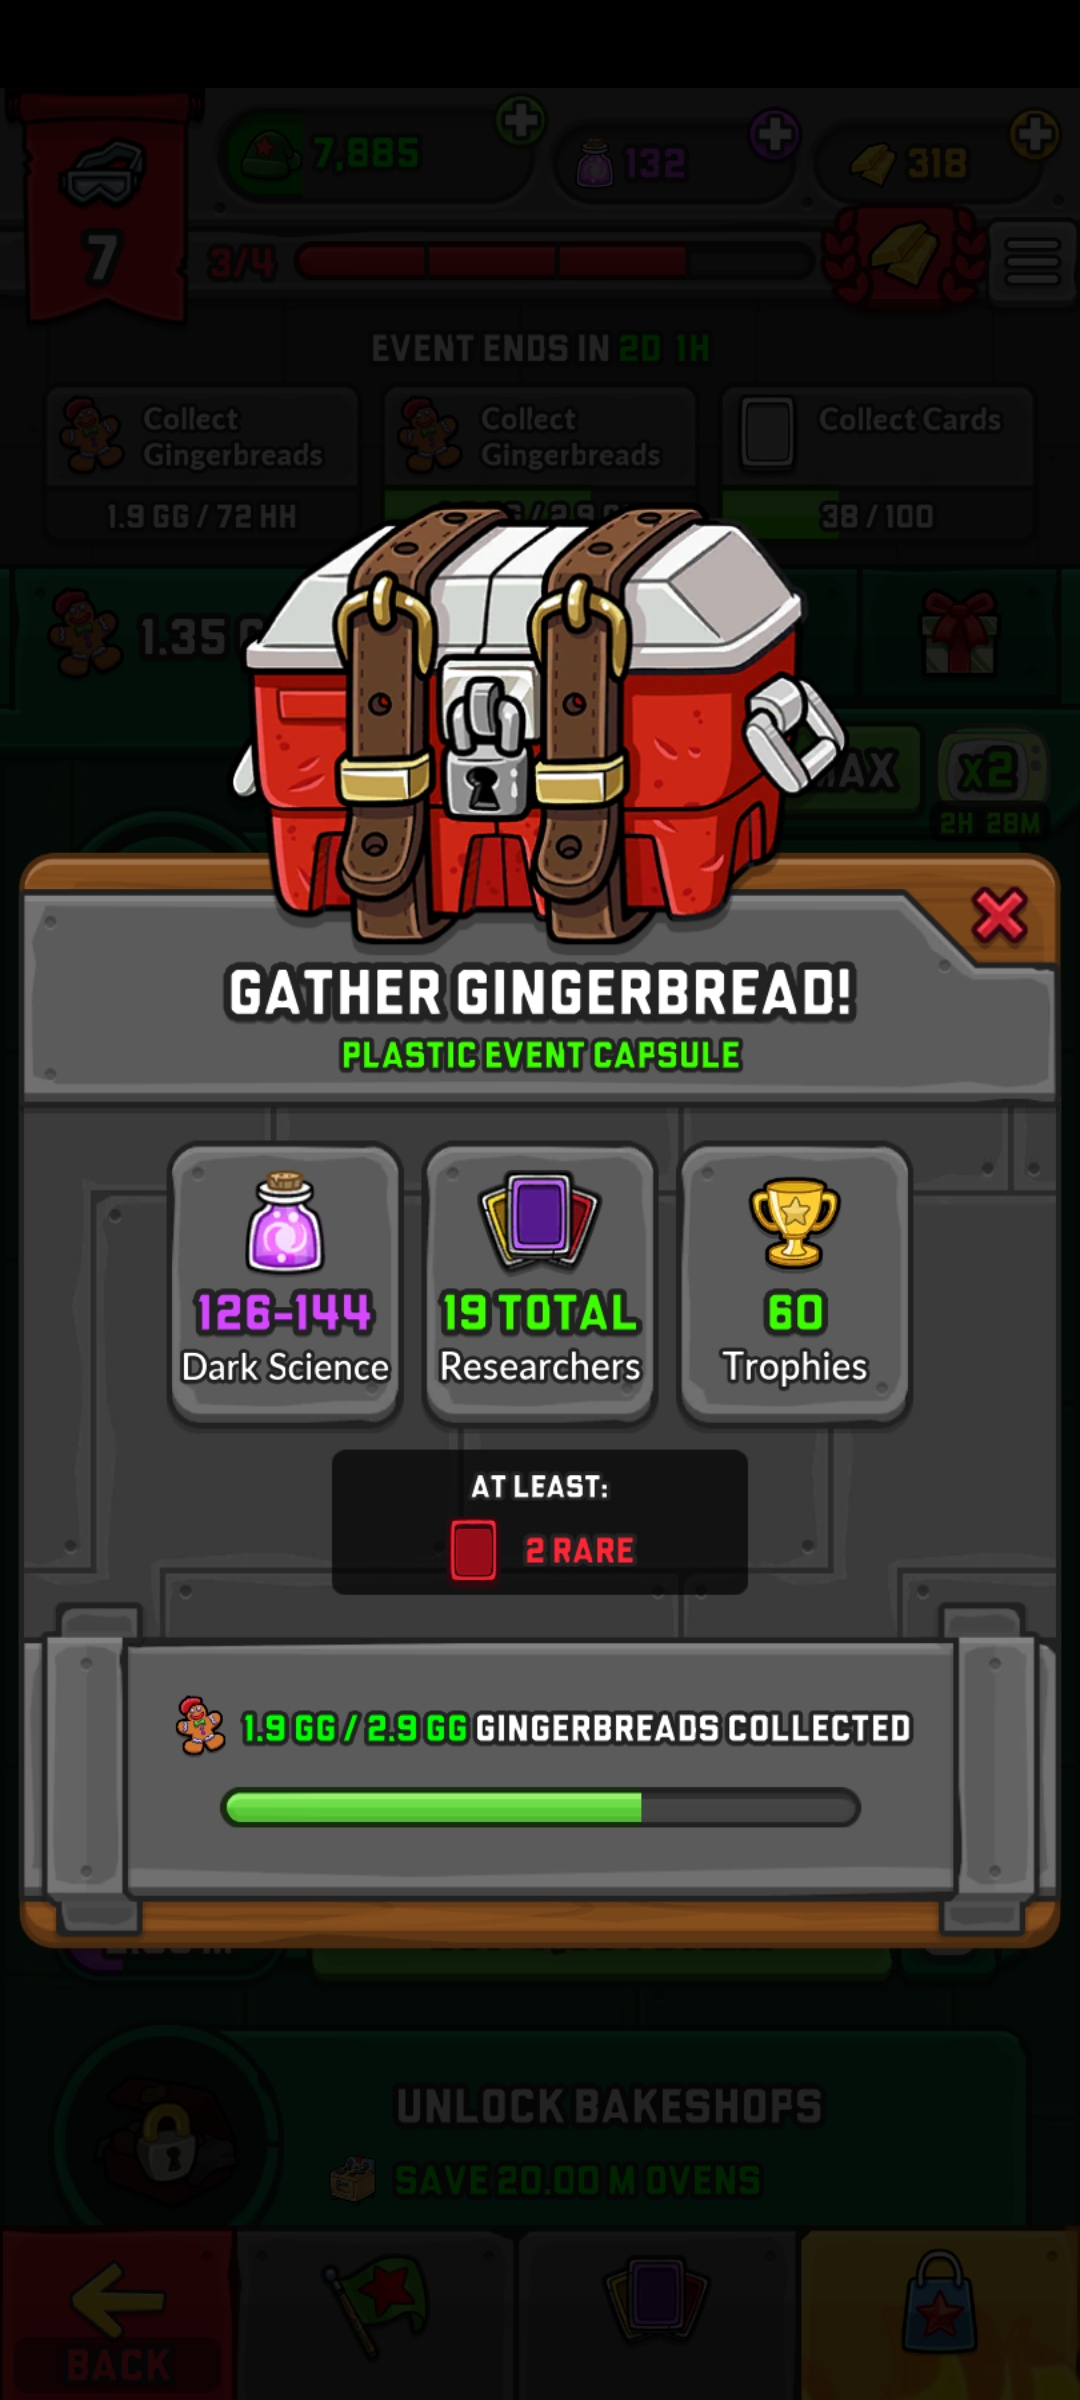 7,885
132
318
7
3/4
EVENT ENDS IN 2D 1H
Collect
Gingerbreads
Collect
Gingerbreads
Collect Cards
1.9 GG / 72 HH
/ 2.9
38 / 100
1.35
MAX
x2
2H 28M
GATHER GINGERBREAD!
PLASTIC EVENT CAPSULE
126-144
Dark Science
19 TOTAL
Researchers
60
Trophies
AT LEAST:
2 RARE
1.9 GG / 2.9 GG GINGERBREADS COLLECTED
UNLOCK BAKESHOPS
SAVE 20.00 M OVENS
BACK